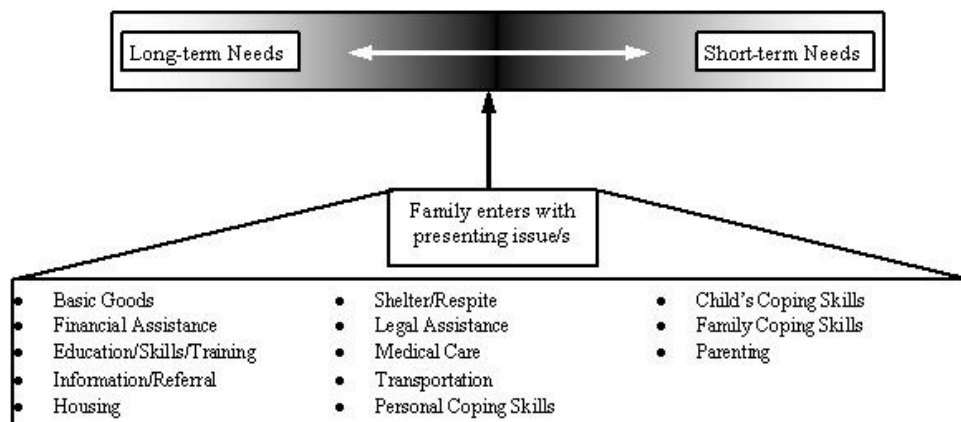 Long-term Needs
Short-term Needs
Family enters with
presenting issue/s
• Basic Goods
• Financial Assistance
• Education/Skills/Training
• Information/Referral
• Housing
• Shelter/Respite
• Legal Assistance
• Medical Care
• Transportation
• Personal Coping Skills
• Child's Coping Skills
• Family Coping Skills
• Parenting